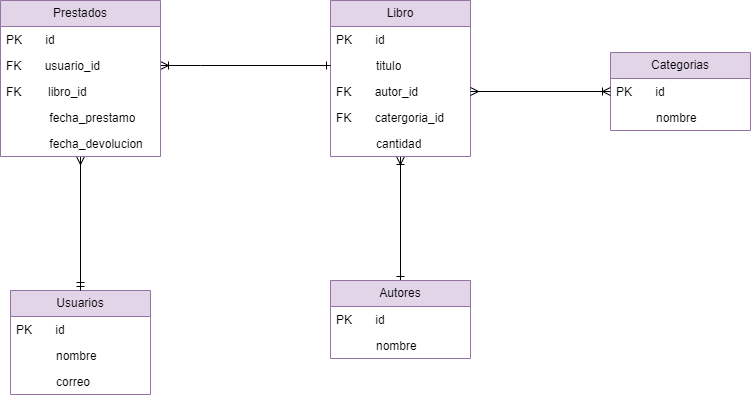 Prestados
PK id
FK usuario_id
FK libro_id
fecha_prestamo
fecha_devolucion
Libro
PK id
titulo
FK autor_id
FK catergoria_id
cantidad
Categorias
PK id
nombre
Usuarios
PK id
nombre
correo
Autores
PK id
nombre